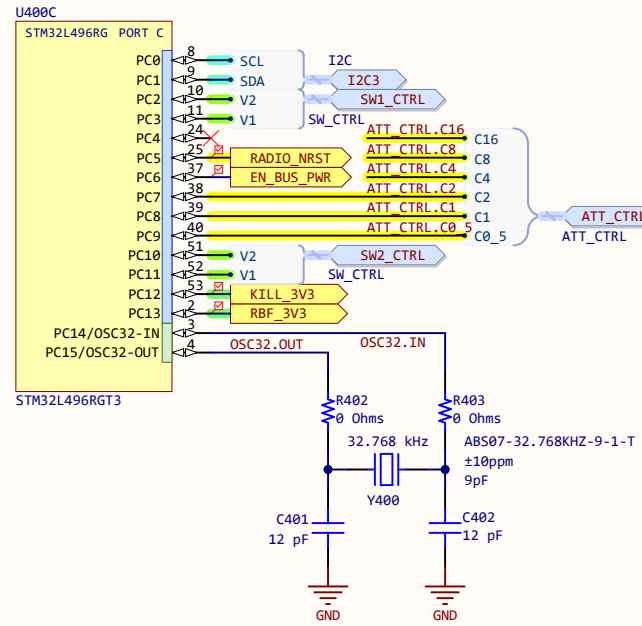 U400C
STM32L496RG PORT C
PC0 8 SCL I2C
PC1 9 SDA I2C3
PC2 10 V2 SW1_CTRL
PC3 11 V1 SW_CTRL
PC4 24 ATT_CTRL.C16 C16
PC5 25 RADIO_NRST ATT_CTRL.C8 C8
PC6 37 EN_BUS_PWR ATT_CTRL.C4 C4
PC7 38 ATT_CTRL.C2 C2
PC8 39 ATT_CTRL.C1 C1 ATT_CTRL
PC9 40 ATT_CTRL.C0_5 C0_5 ATT_CTRL
PC10 51 V2 SW2_CTRL
PC11 52 V1 SW_CTRL
PC12 53 KILL_3V3
PC13 2 RBF_3V3
PC14/OSC32-IN 3 OSC32.IN
PC15/OSC32-OUT 4 OSC32.OUT
STM32L496RGT3
R402 R403
0 Ohms 0 Ohms
32.768 kHz ABS07-32.768KHZ-9-1-T
±10ppm
9pF
Y400
C401 C402
12 pF 12 pF
GND GND